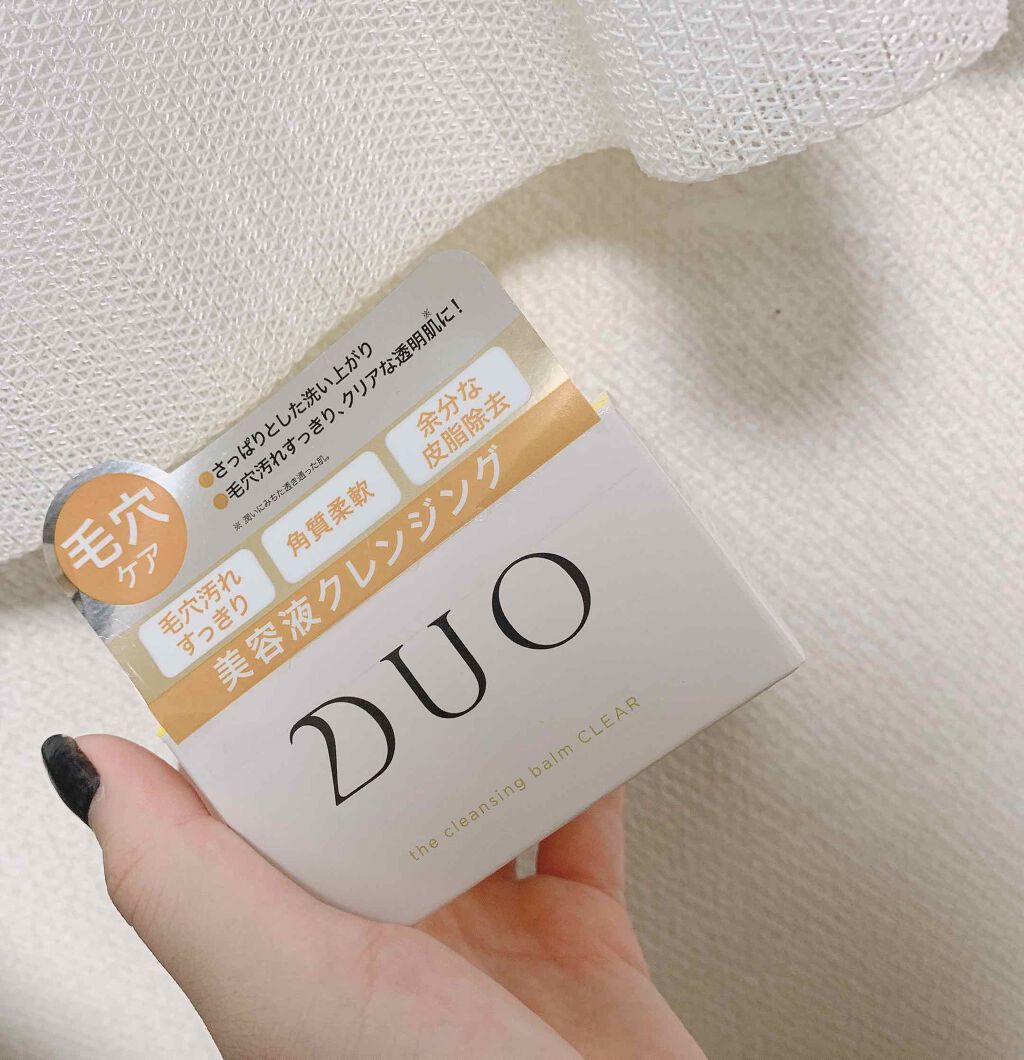 さっぱりとした洗い上がり
毛穴汚れすっきり、クリアな透明肌※に!
※ 潤いにみちた透き通った肌。
毛穴
ケア
毛穴汚れ
すっきり
角質柔軟
余分な
皮脂除去
美容液クレンジング
DUO
the cleansing balm CLEAR